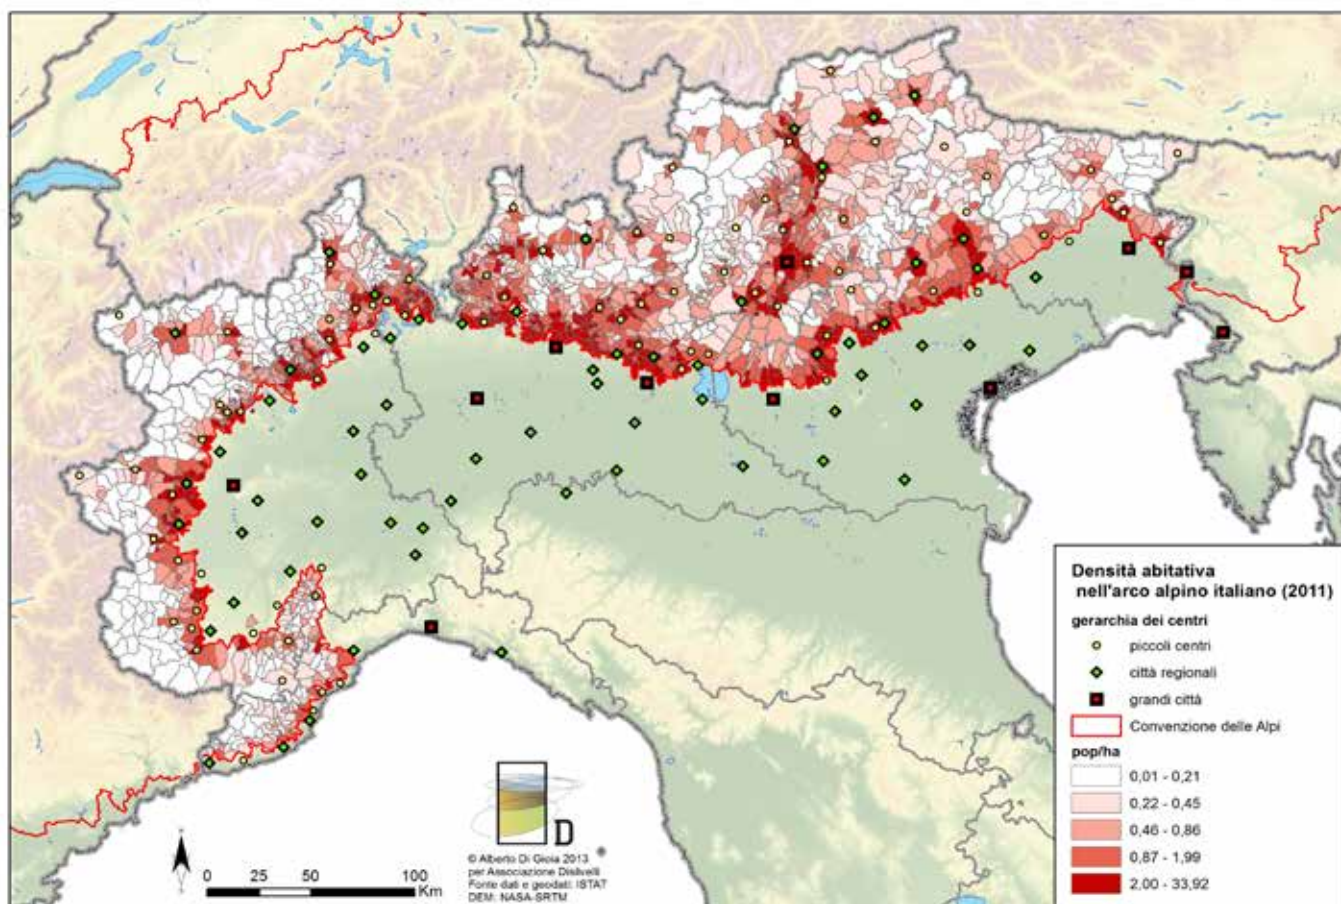 Densità abitativa
nell'arco alpino italiano (2011)
gerarchia dei centri
piccoli centri
città regionali
grandi città
Convenzione delle Alpi
pop/ha
0,01 - 0,21
0,22 - 0,45
0,46 - 0,86
0,87 - 1,99
2,00 - 33,92
D
© Alberto Di Gioia 2013 ®
per Associazione Dislivelli
Fonte dati e geodati: ISTAT
DEM: NASA-SRTM
0 25 50 100
Km